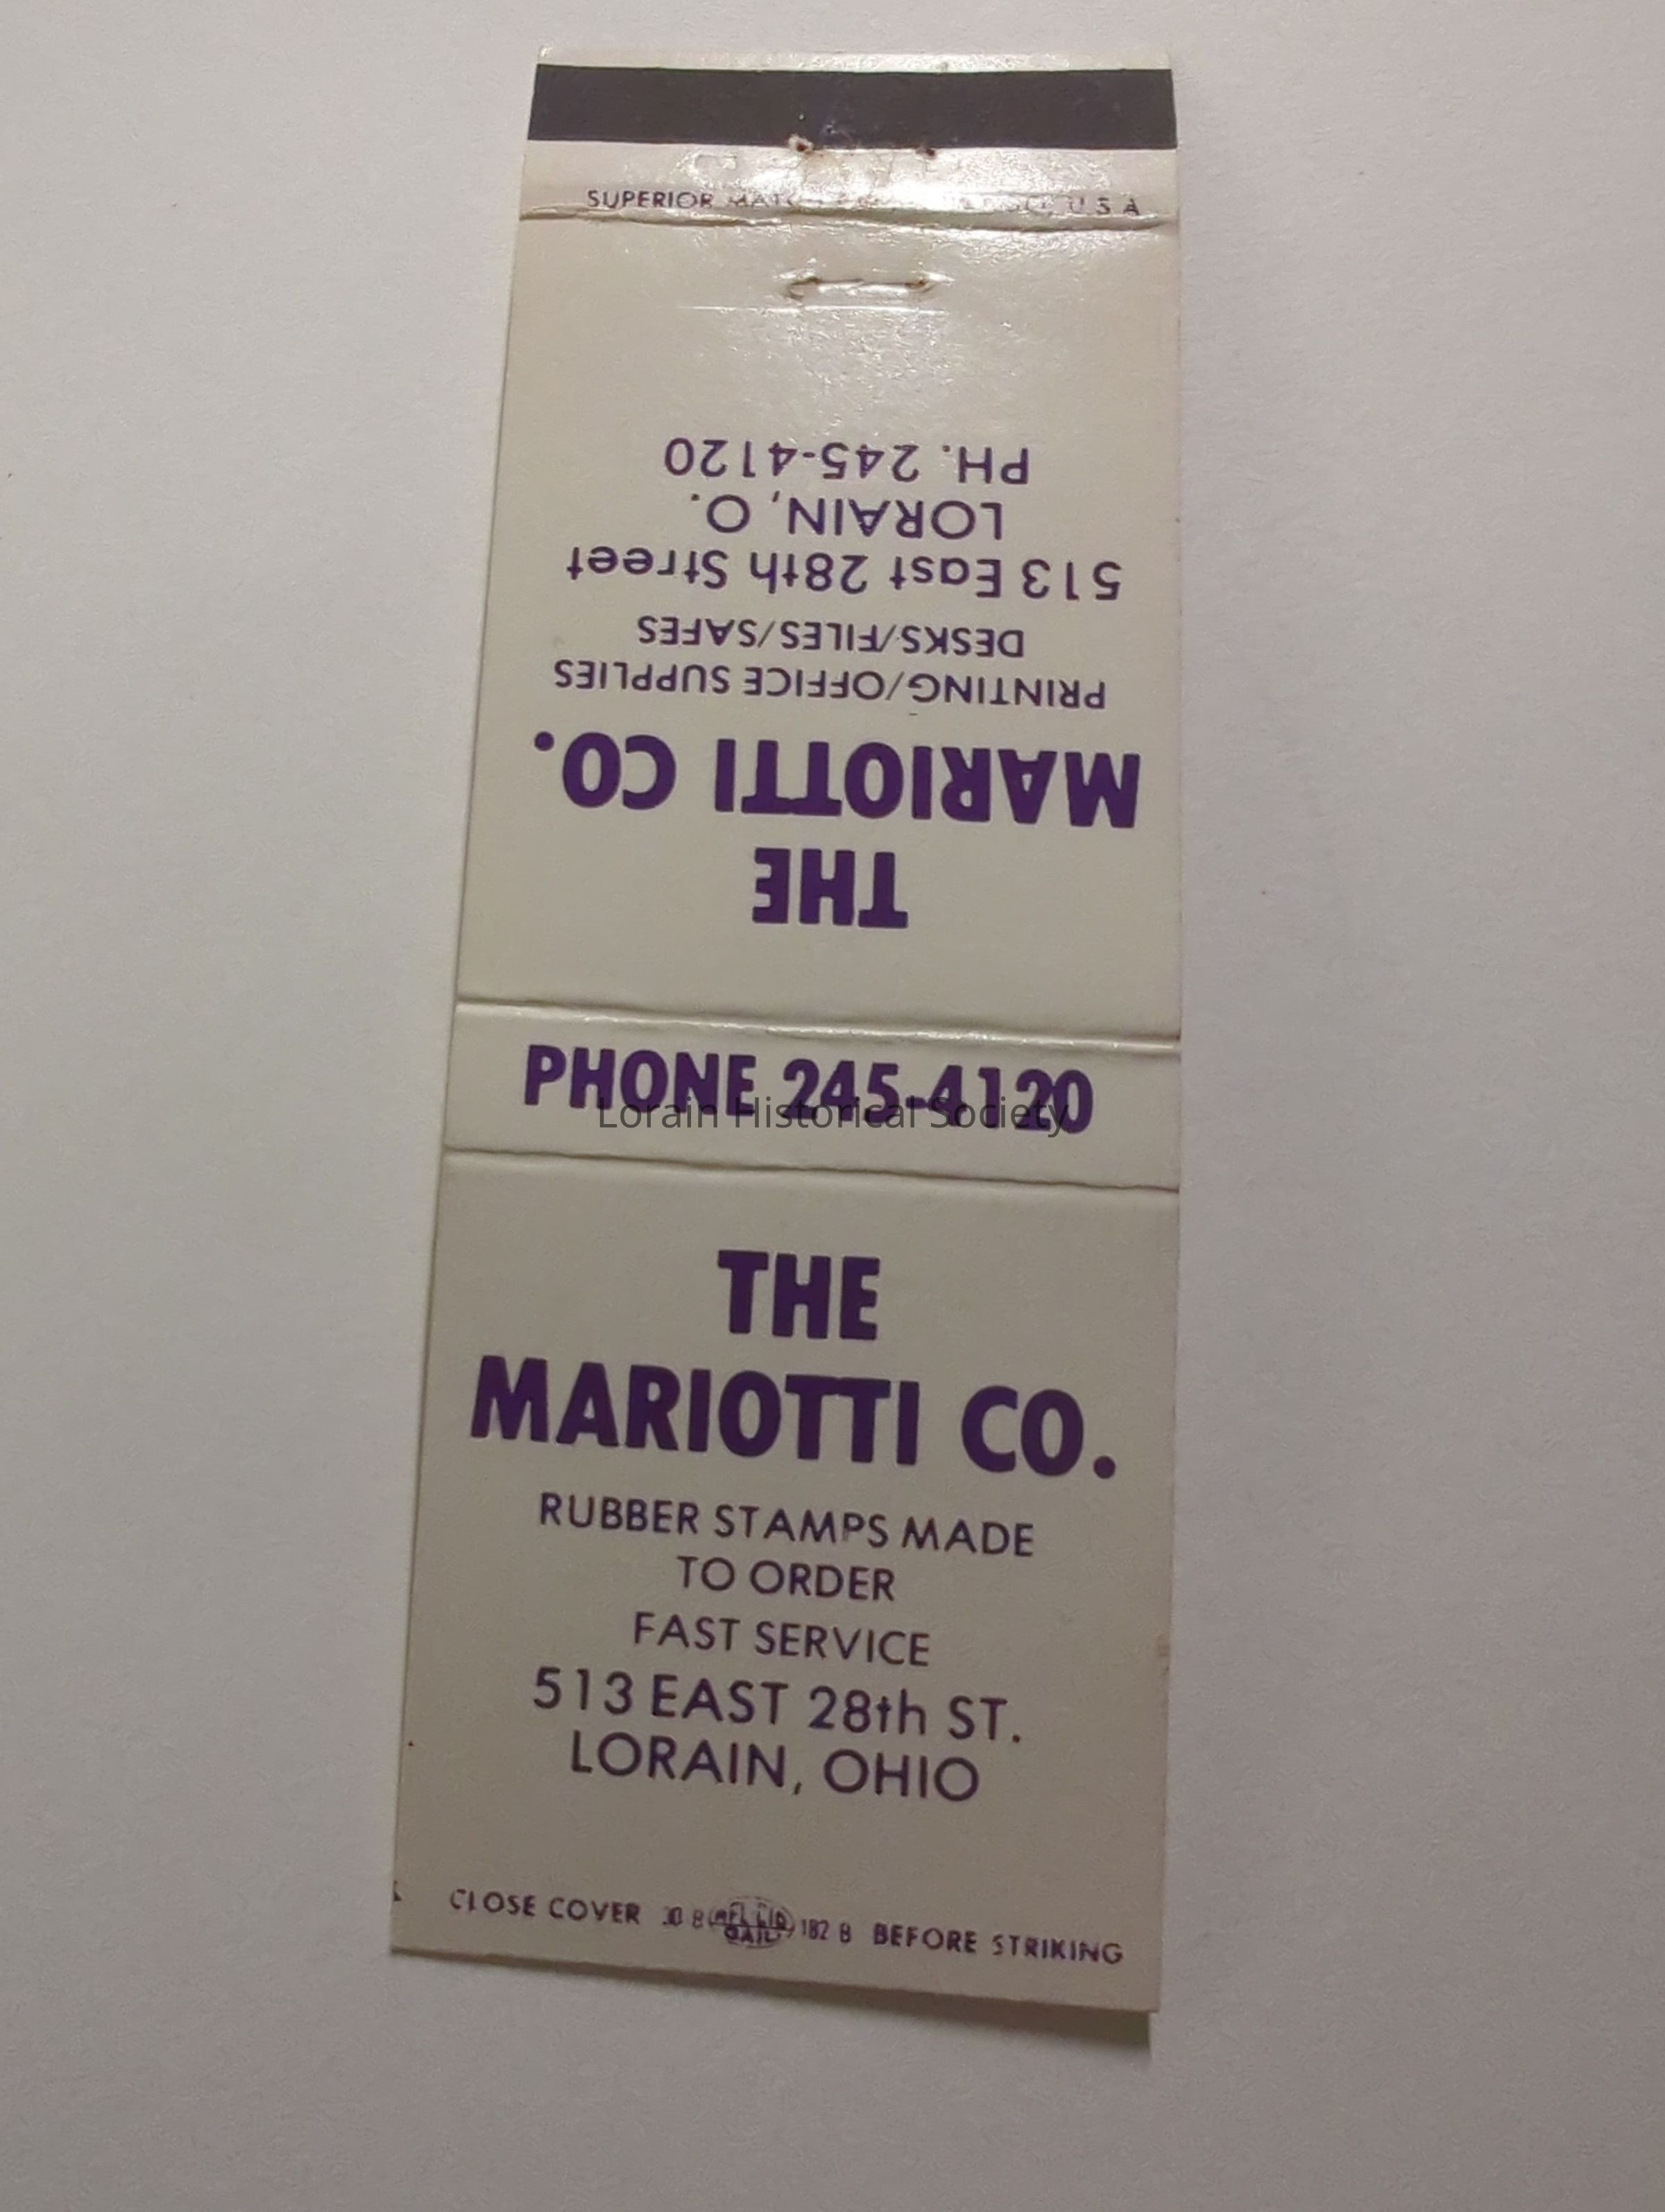 SUPERIOR U.S.A
THE
MARIOTTI CO.
PRINTING/OFFICE SUPPLIES
DESKS/FILES/SAFES
513 East 28th Street
LORAIN, O.
PH. 245-4120
PHONE 245-4120
Lorain Historical Society
THE
MARIOTTI CO.
RUBBER STAMPS MADE
TO ORDER
FAST SERVICE
513 EAST 28th ST.
LORAIN, OHIO
CLOSE COVER 182 B BEFORE STRIKING